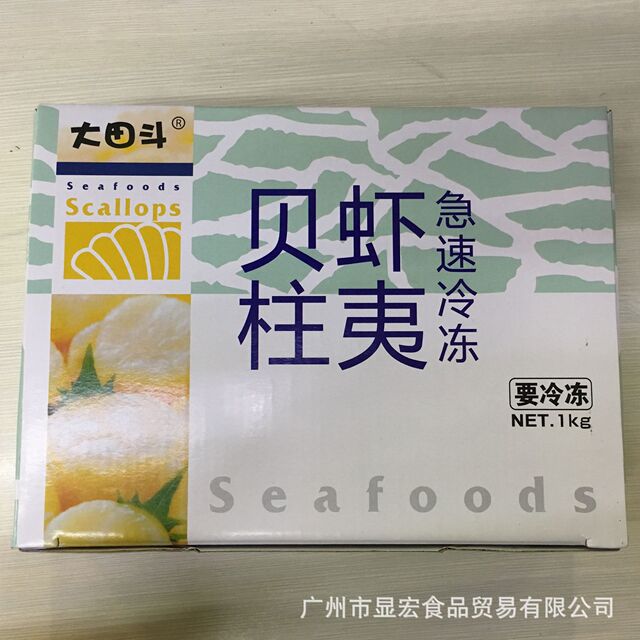 大田斗®
Seafoods
Scallops
急速冷冻
虾夷
贝柱
要冷冻
NET.1kg
Seafoods
广州市显宏食品贸易有限公司